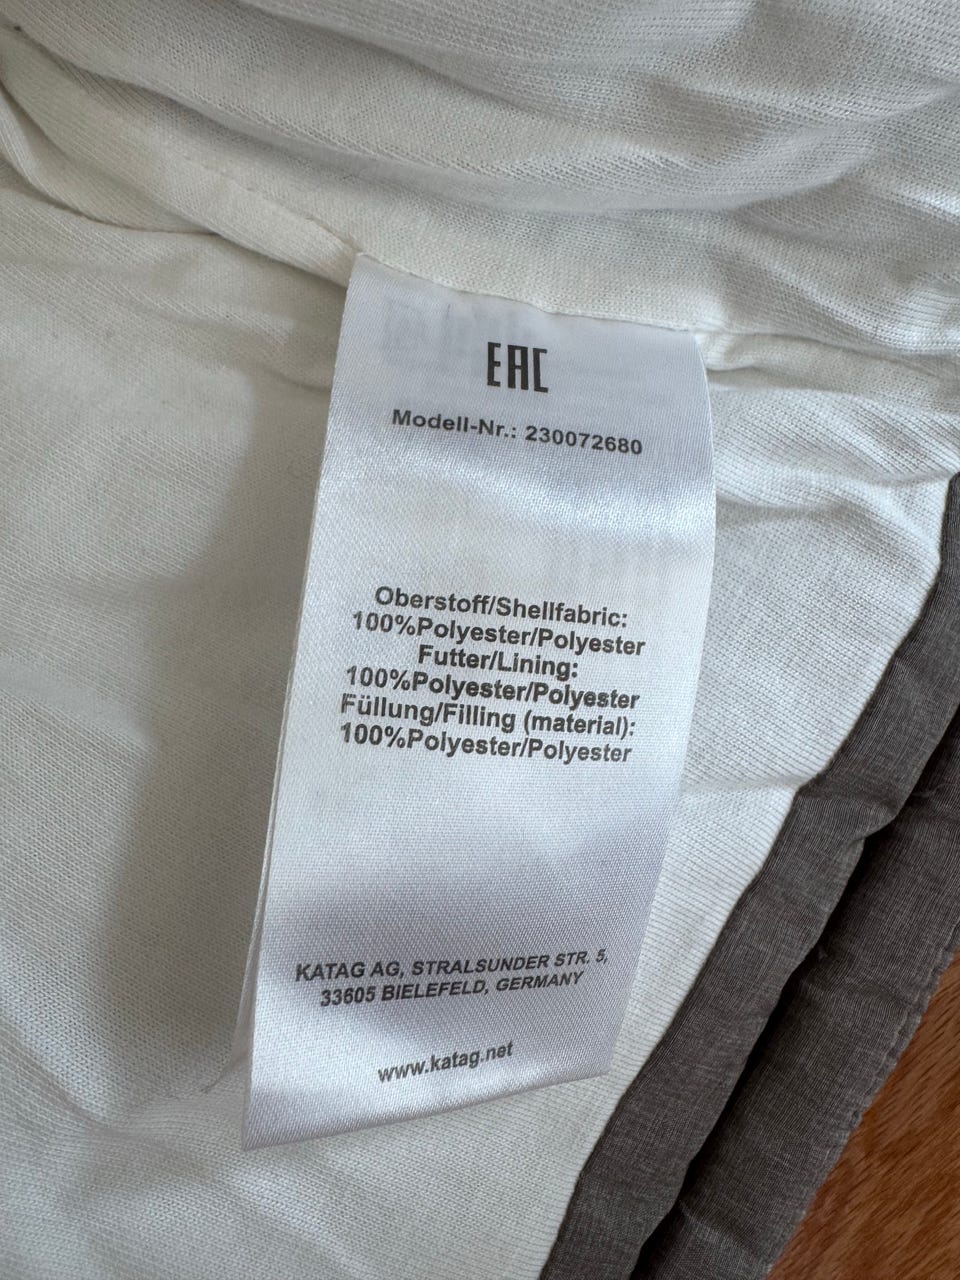 EAC
Modell-Nr.: 230072680
Oberstoff/Shellfabric:
100%Polyester/Polyester
Futter/Lining:
100%Polyester/Polyester
Füllung/Filling (material):
100%Polyester/Polyester
KATAG AG, STRALSUNDER STR. 5,
33605 BIELEFELD, GERMANY
www.katag.net